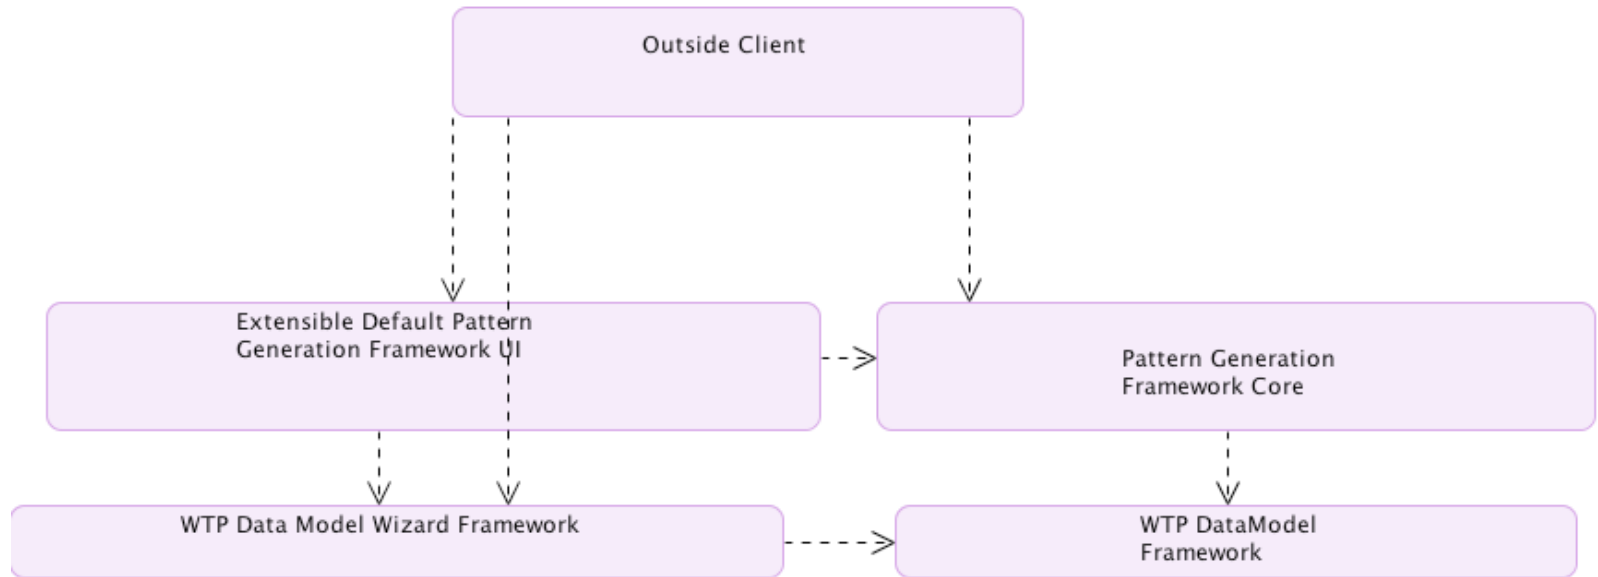 Outside Client
Extensible Default Pattern
Generation Framework UI
Pattern Generation
Framework Core
WTP Data Model Wizard Framework
WTP DataModel
Framework